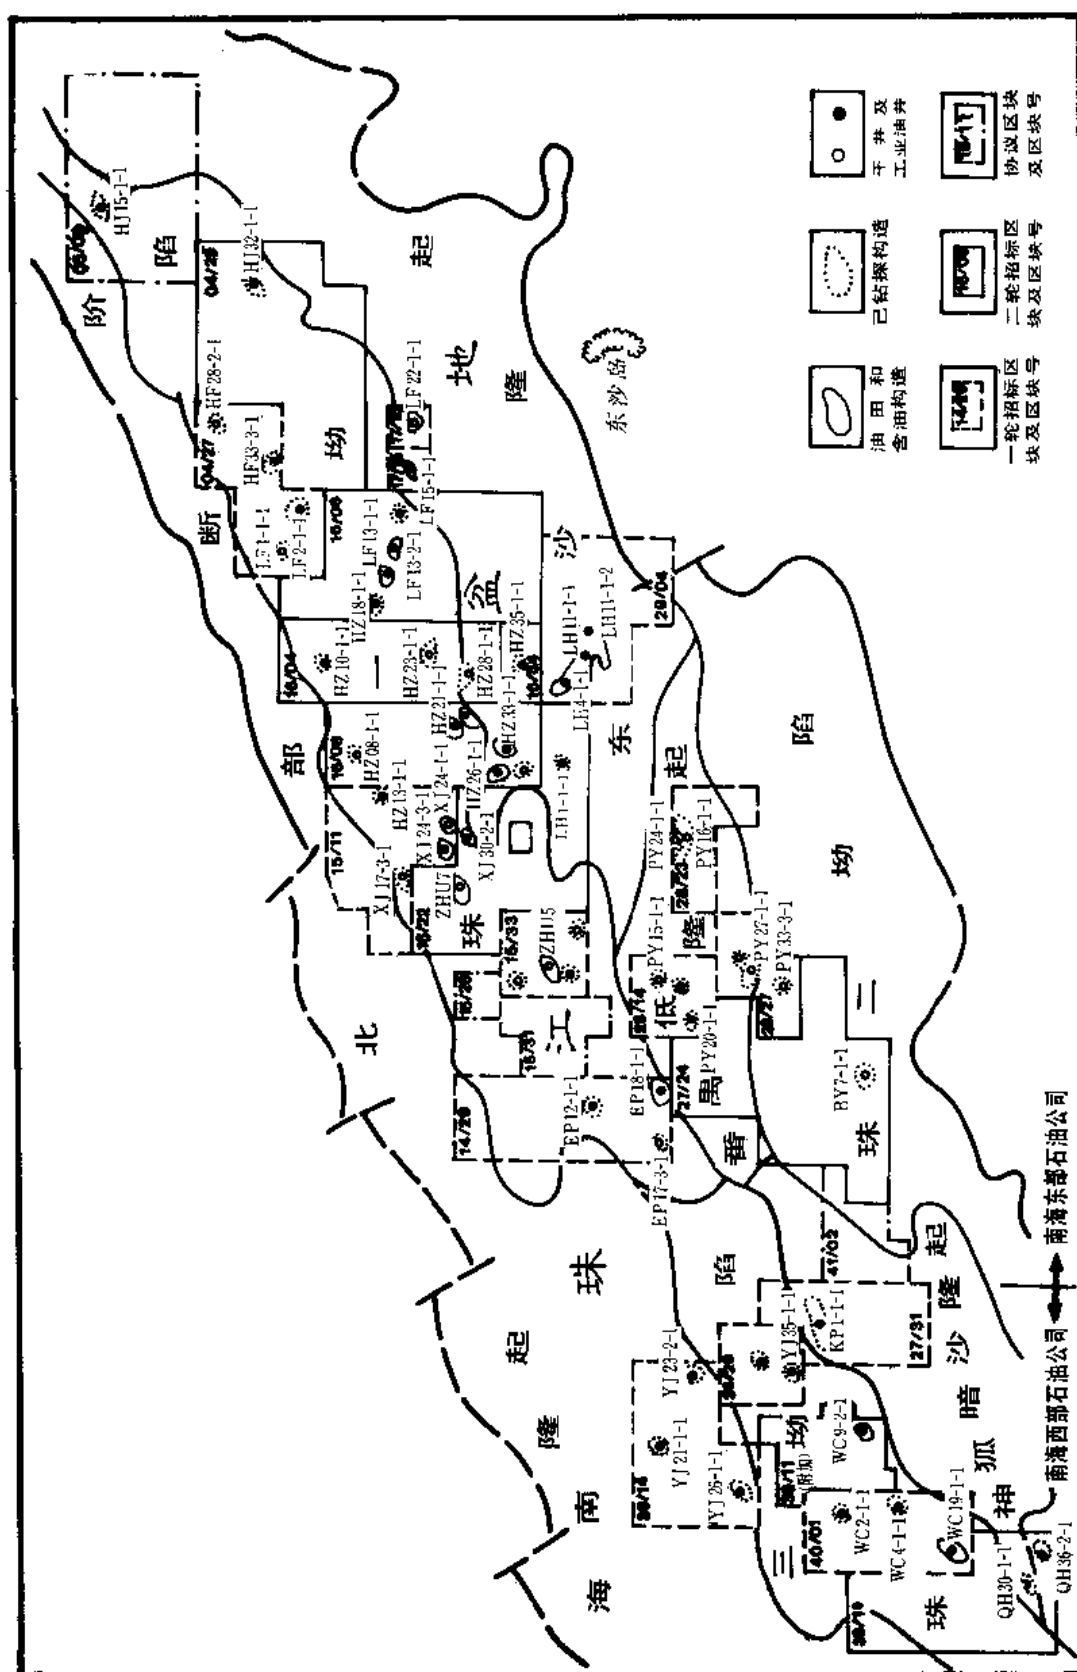 HJ15-1-1
陷
阶
04/26
HJ32-1-1
起
HF28-2-1
04/27
HF33-3-1
坳
地
隆
东沙岛
断
LF1-1-1
LF2-1-1
16/06
LF22-1-1
LF15-1-1
LF13-1-1
LF13-2-1
HZ18-1-1
盆
沙
16/04
HZ10-1-1
一
HZ23-1-1
HZ21-1-1
HZ28-1-1
HZ35-1-1
HZ33-1-1
LH11-1-1
LH11-1-2
LH4-1-1
29/04
部
16/08
HZ08-1-1
HZ13-1-1
HZ26-1-1
东
起
陷
15/11
XJ17-3-1
XJ24-3-1
XJ24-1-1
XJ30-2-1
LH1-1-1
ZHU7
15/22
珠
15/33
ZHU5
PY24-1-1
PY16-1-1
28/23
坳
PY15-1-1
隆
PY27-1-1
PY33-3-1
北
江
15/31
低
PY20-1-1
28/27
二
14/29
EP12-1-1
EP18-1-1
27/24
禺
番
EP17-3-1
BY7-1-1
珠
珠
陷
41/02
起
隆
起
隆
南
海
YJ23-2-1
YJ35-1-1
KP1-1-1
27/31
沙
暗
狐
神
39/14
YJ21-1-1
YJ26-1-1
坳
(附加)
WC9-2-1
三
40/01
WC2-1-1
WC4-1-1
WC19-1-1
珠
QH30-1-1
QH36-2-1
南海西部石油公司
南海东部石油公司
干井及
工业油井
已钻探构造
油田和
含油构造
协议区块
及区块号
二轮招标区
块及区块号
一轮招标区
块及区块号